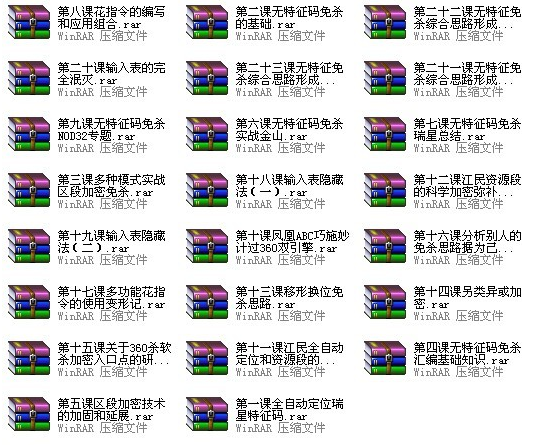 第八课花指令的编写
和应用组合.rar
WinRAR 压缩文件
第二课无特征码免杀
的基础.rar
WinRAR 压缩文件
第二十二课无特征免
杀综合思路形成...
WinRAR 压缩文件
第二十课输入表的完
全泯灭.rar
WinRAR 压缩文件
第二十三课无特征免
杀综合思路形成...
WinRAR 压缩文件
第二十一课无特征免
杀综合思路形成...
WinRAR 压缩文件
第九课无特征码免杀
NOD32专题.rar
WinRAR 压缩文件
第六课无特征码免杀
实战金山.rar
WinRAR 压缩文件
第七课无特征码免杀
瑞星总结.rar
WinRAR 压缩文件
第三课多种模式实战
区段加密免杀.rar
WinRAR 压缩文件
第十八课输入表隐藏
法(一).rar
WinRAR 压缩文件
第十二课江民资源段
的科学加密弥补...
WinRAR 压缩文件
第十九课输入表隐藏
法(二).rar
WinRAR 压缩文件
第十课凤凰ABC巧施妙
计过360双引擎.rar
WinRAR 压缩文件
第十六课分析别人的
免杀思路据为己...
WinRAR 压缩文件
第十七课多功能花指
令的使用变形记.rar
WinRAR 压缩文件
第十三课移形换位免
杀思路.rar
WinRAR 压缩文件
第十四课另类异或加
密.rar
WinRAR 压缩文件
第十五课关于360杀软
杀加密入口点的研...
WinRAR 压缩文件
第十一课江民全自动
定位和资源段的...
WinRAR 压缩文件
第四课无特征码免杀
汇编基础知识.rar
WinRAR 压缩文件
第五课区段加密技术
的加固和延展.rar
WinRAR 压缩文件
第一课全自动定位瑞
星特征码.rar
WinRAR 压缩文件